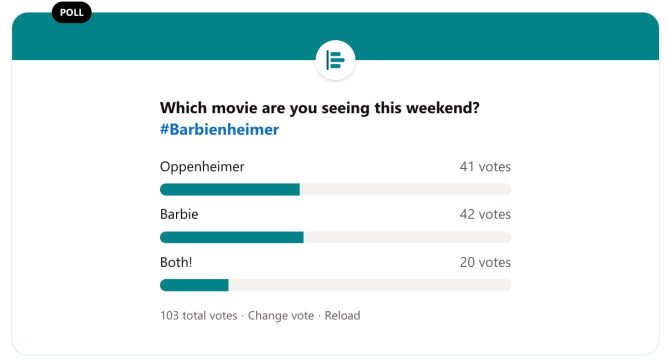 POLL
Which movie are you seeing this weekend?
#Barbienheimer
Oppenheimer 41 votes
Barbie 42 votes
Both! 20 votes
103 total votes · Change vote · Reload